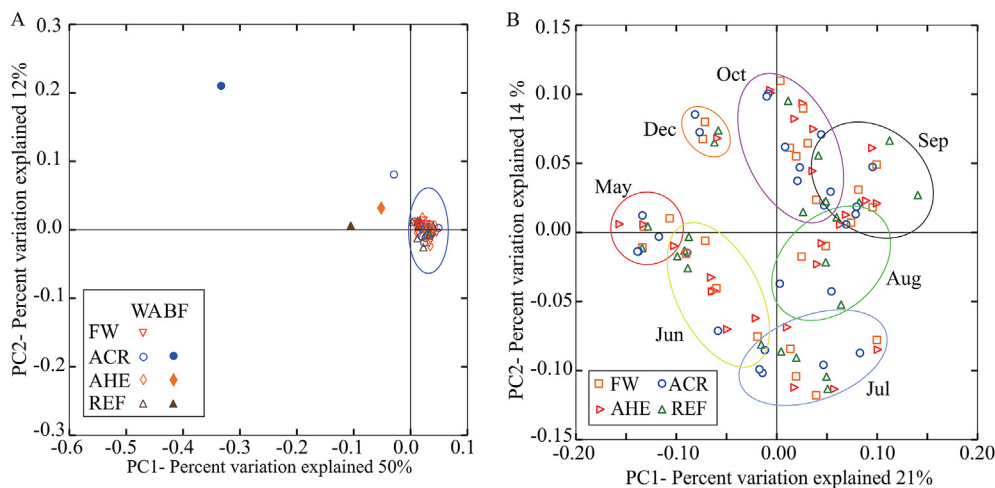 A
0.3
0.2
0.1
0.0
-0.1
-0.2
-0.3
PC2- Percent variation explained 12%
WA BF
FW
ACR
AHE
REF
-0.6 -0.5 -0.4 -0.3 -0.2 -0.1 0.0 0.1
PC1- Percent variation explained 50%
B
0.15
0.10
0.05
0.00
-0.05
-0.10
-0.15
PC2- Percent variation explained 14 %
Oct
Dec
Sep
May
Aug
Jun
Jul
FW ACR
AHE REF
-0.20 -0.10 0.00 0.10 0.20
PC1- Percent variation explained 21%